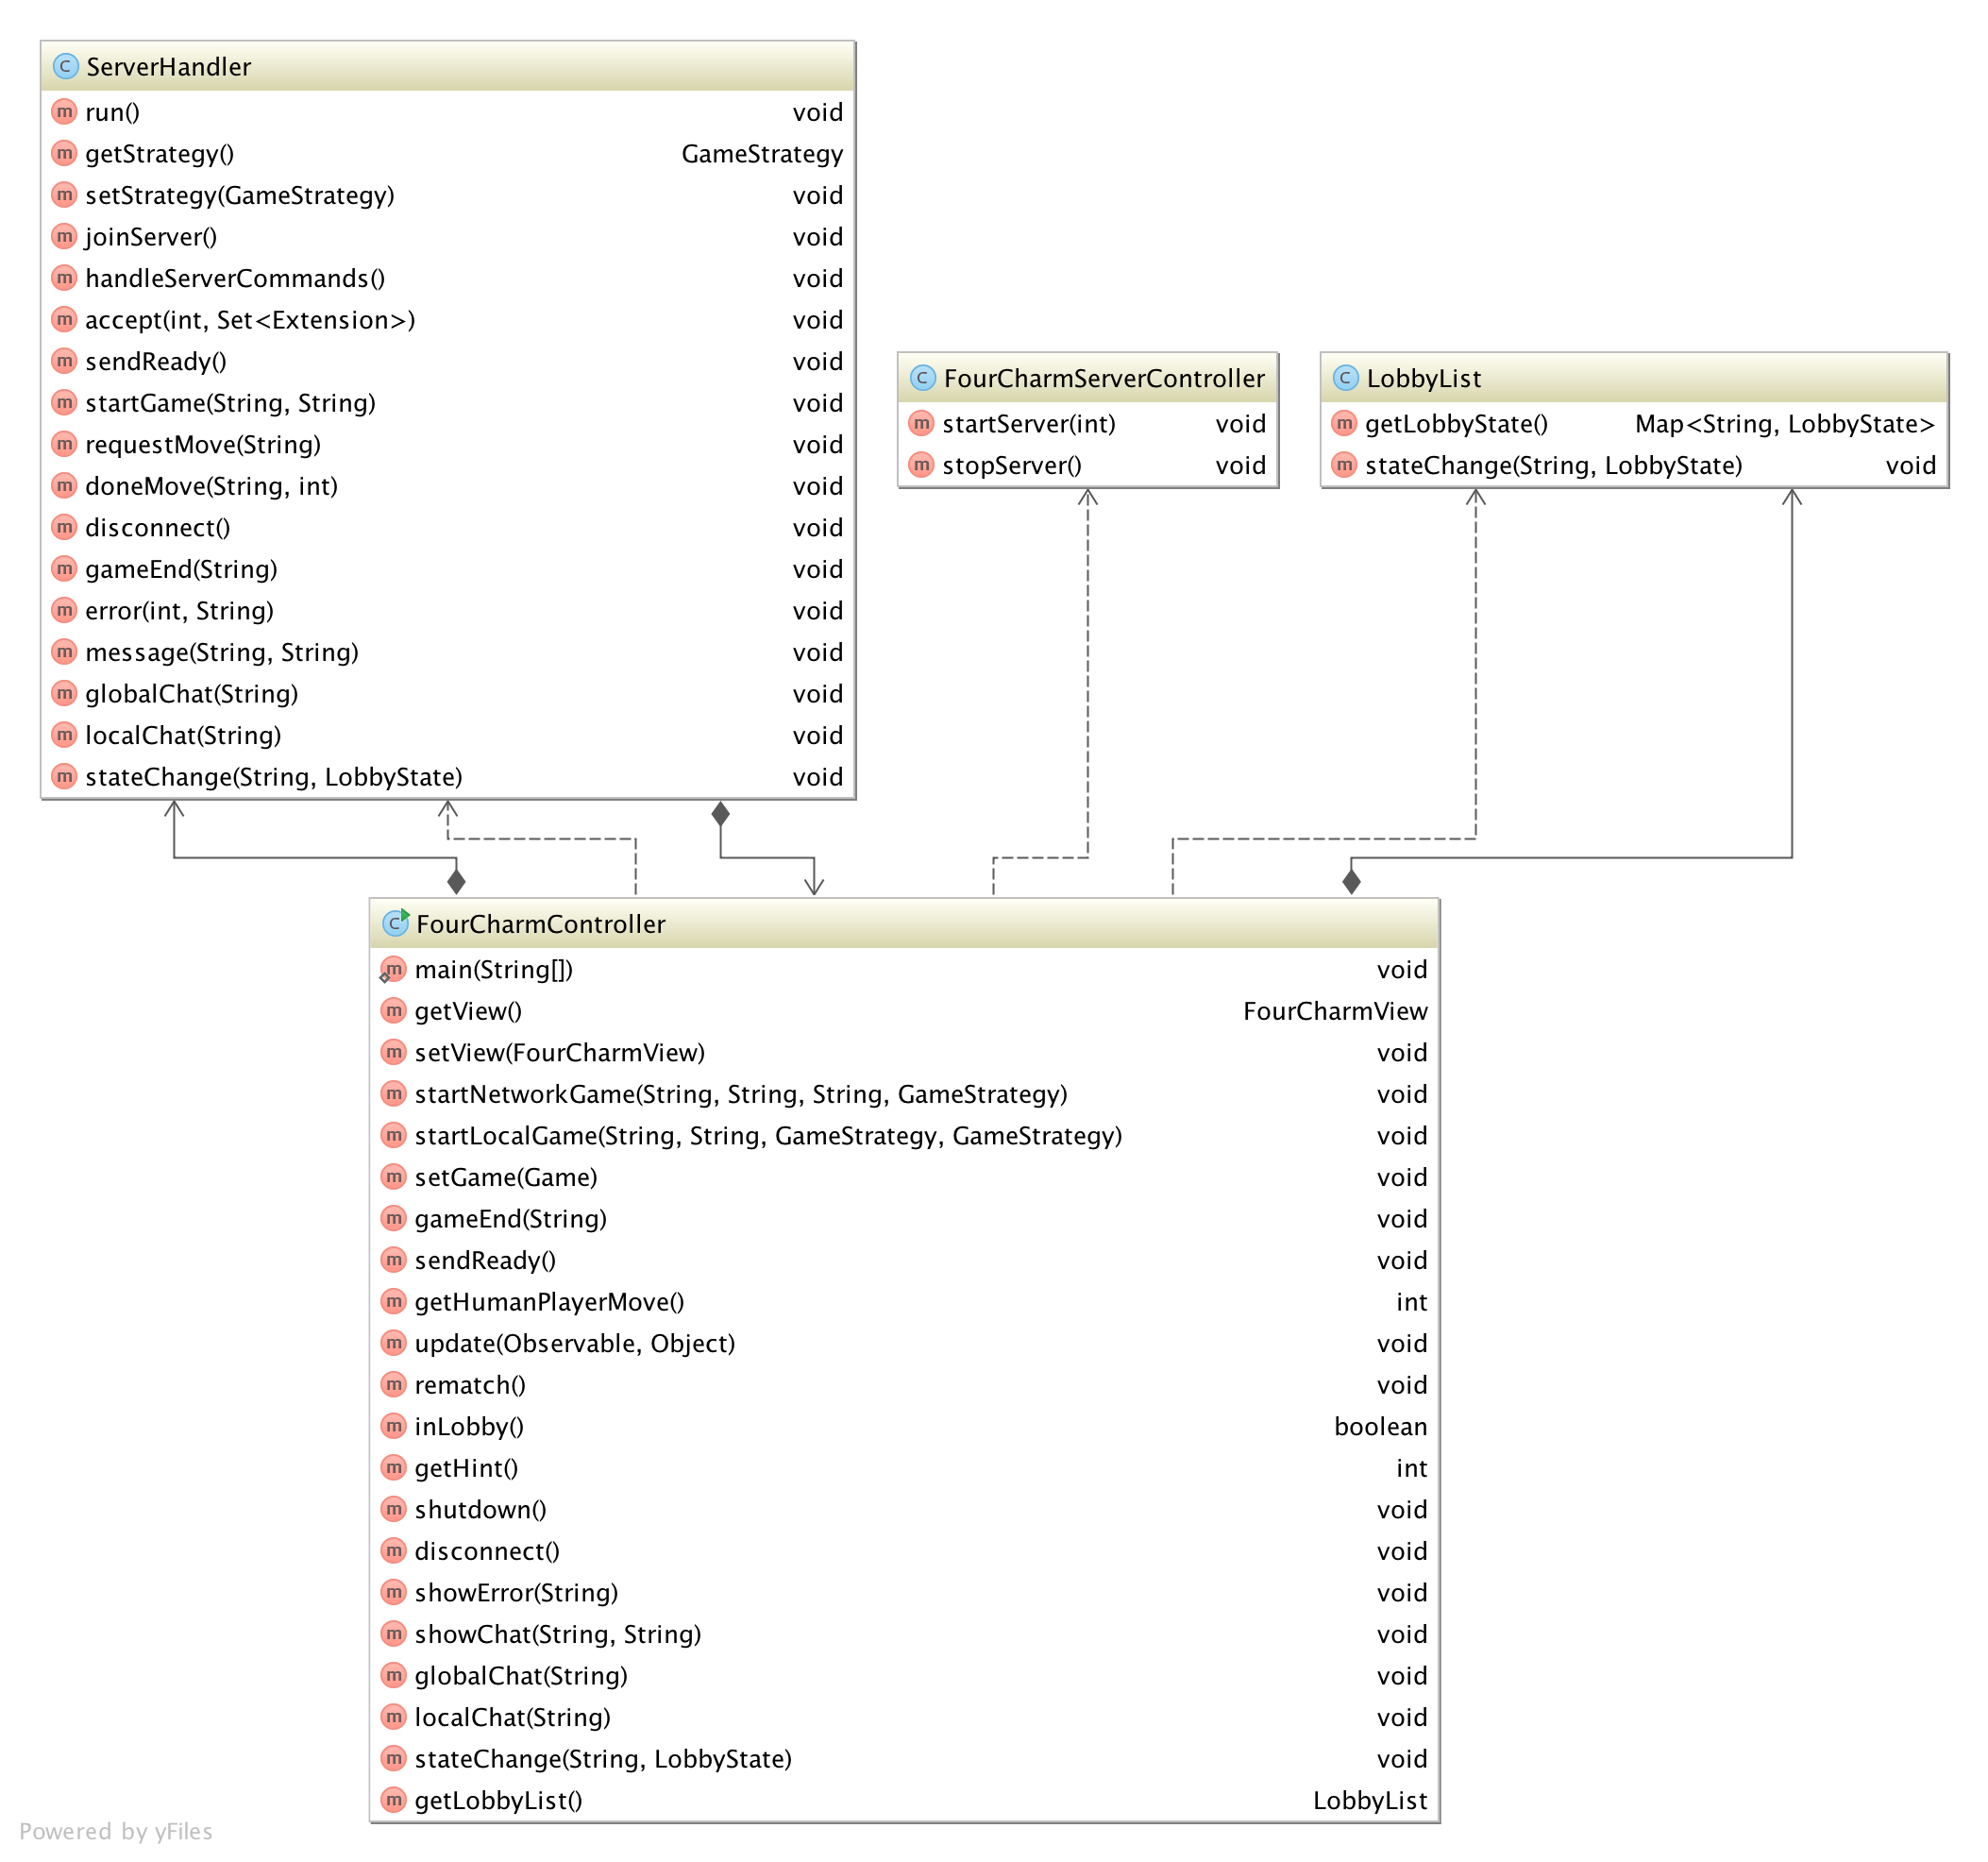 ServerHandler
run() void
getStrategy() GameStrategy
setStrategy(GameStrategy) void
joinServer() void
handleServerCommands() void
accept(int, Set<Extension>) void
sendReady() void
startGame(String, String) void
requestMove(String) void
doneMove(String, int) void
disconnect() void
gameEnd(String) void
error(int, String) void
message(String, String) void
globalChat(String) void
localChat(String) void
stateChange(String, LobbyState) void
FourCharmServerController
startServer(int) void
stopServer() void
LobbyList
getLobbyState() Map<String, LobbyState>
stateChange(String, LobbyState) void
FourCharmController
main(String[]) void
getView() FourCharmView
setView(FourCharmView) void
startNetworkGame(String, String, String, GameStrategy) void
startLocalGame(String, String, GameStrategy, GameStrategy) void
setGame(Game) void
gameEnd(String) void
sendReady() void
getHumanPlayerMove() int
update(Observable, Object) void
rematch() void
inLobby() boolean
getHint() int
shutdown() void
disconnect() void
showError(String) void
showChat(String, String) void
globalChat(String) void
localChat(String) void
stateChange(String, LobbyState) void
getLobbyList() LobbyList
Powered by yFiles